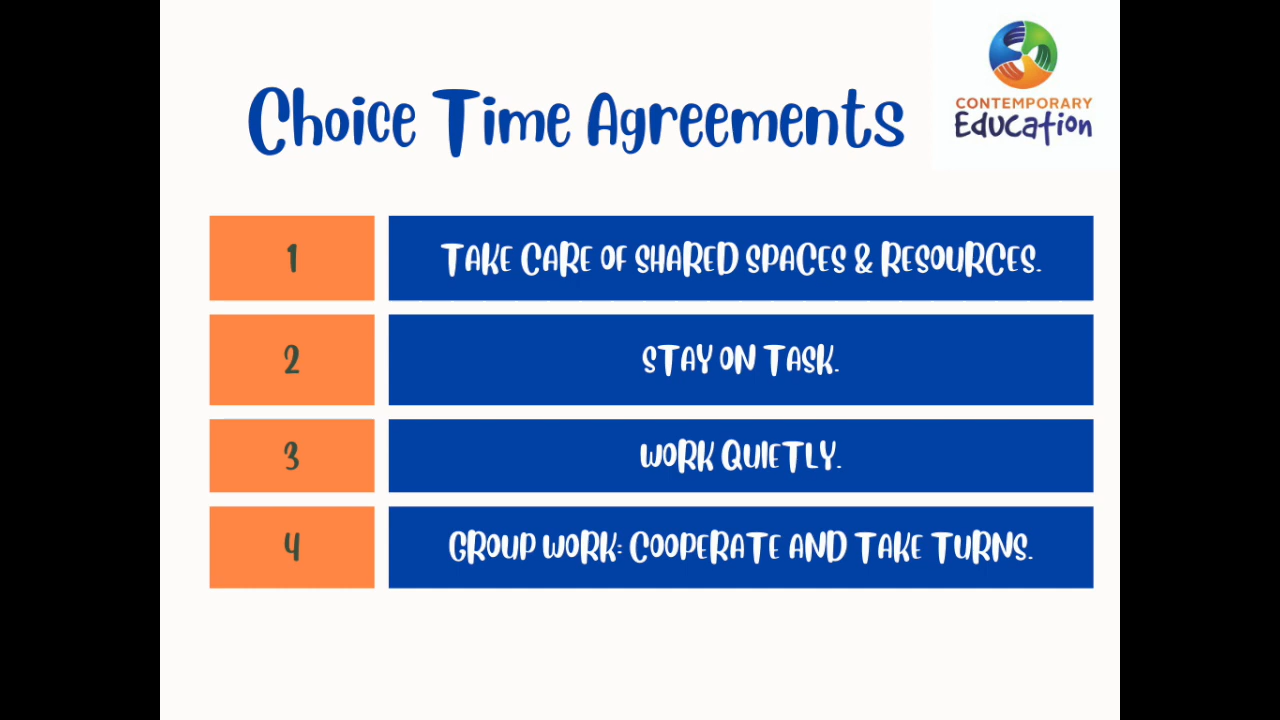 Choice Time Agreements
CONTEMPORARY
Education
1 TAKE CARE OF SHARED SPACES & RESOURCES.
2 STAY ON TASK.
3 WORK QUIETLY.
4 GROUP WORK: COOPERATE AND TAKE TURNS.